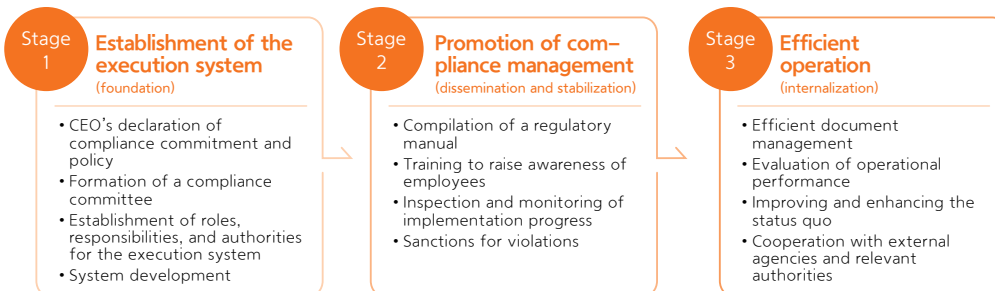 Stage
1
Establishment of the
execution system
(foundation)
• CEO’s declaration of
compliance commitment and
policy
• Formation of a compliance
committee
• Establishment of roles,
responsibilities, and authorities
for the execution system
• System development
Stage
2
Promotion of com–
pliance management
(dissemination and stabilization)
• Compilation of a regulatory
manual
• Training to raise awareness of
employees
• Inspection and monitoring of
implementation progress
• Sanctions for violations
Stage
3
Efficient
operation
(internalization)
• Efficient document
management
• Evaluation of operational
performance
• Improving and enhancing the
status quo
• Cooperation with external
agencies and relevant
authorities